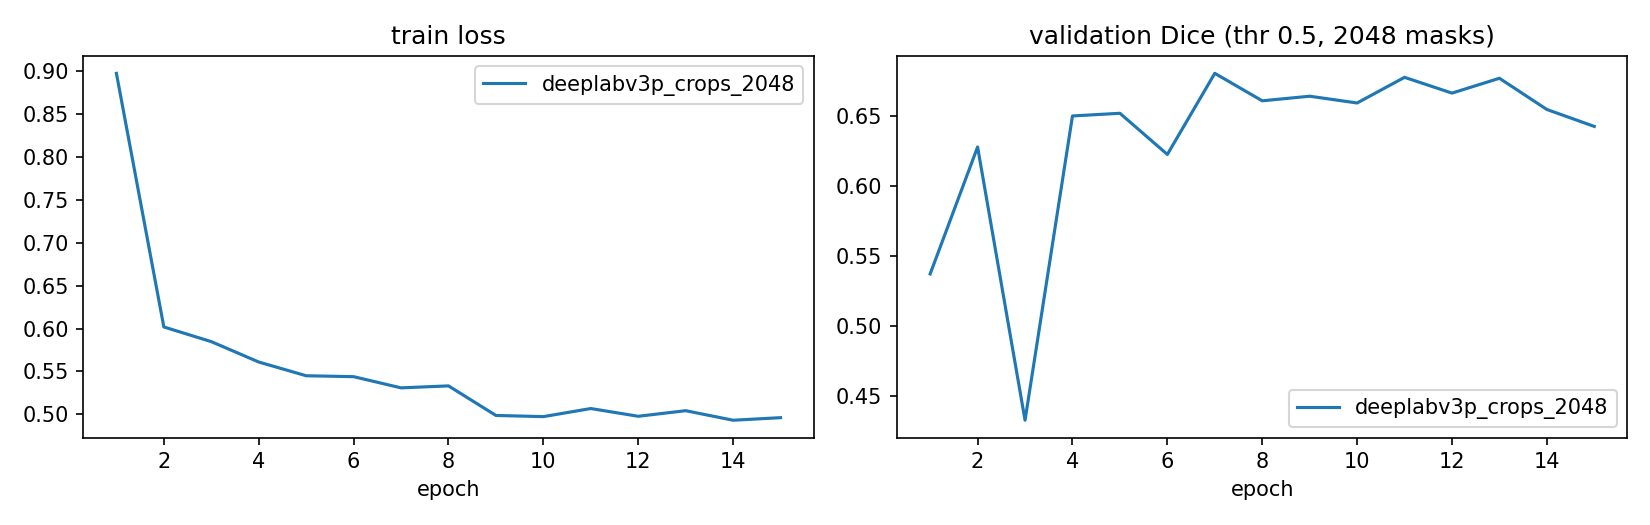 train loss
deeplabv3p_crops_2048
0.90
0.85
0.80
0.75
0.70
0.65
0.60
0.55
0.50
2 4 6 8 10 12 14
epoch
validation Dice (thr 0.5, 2048 masks)
0.65
0.60
0.55
0.50
0.45
deeplabv3p_crops_2048
2 4 6 8 10 12 14
epoch